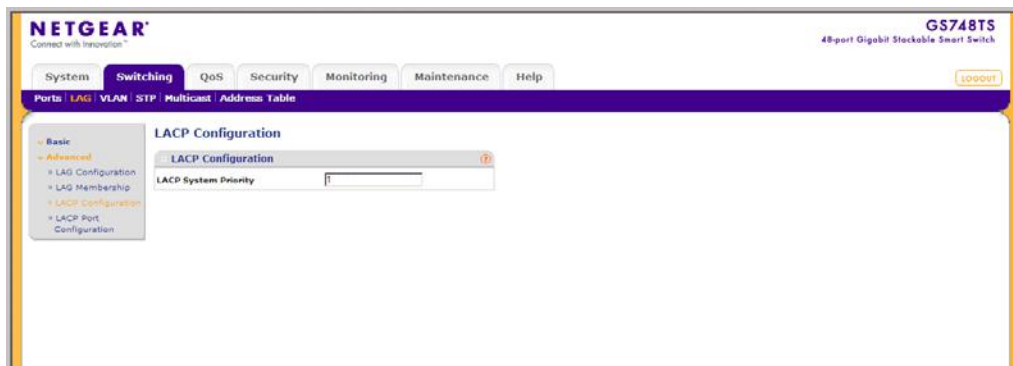 NETGEAR
Connect with Innovation™
GS748TS
48-port Gigabit Stackable Smart Switch
System Switching QoS Security Monitoring Maintenance Help
LOGOUT
Ports LAG VLAN STP Multicast Address Table
Basic
Advanced
LAG Configuration
LAG Membership
LACP Configuration
LACP Port
Configuration
LACP Configuration
LACP Configuration
LACP System Priority 1